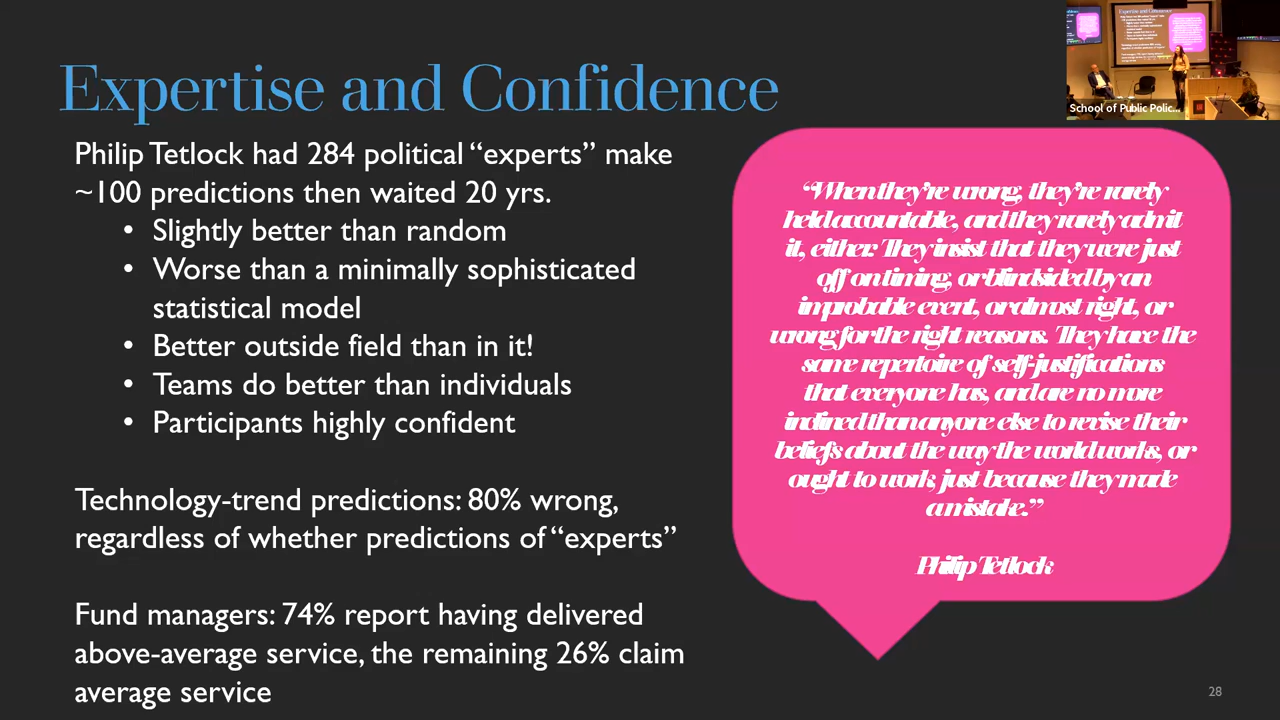 Expertise and Confidence
Philip Tetlock had 284 political “experts” make
~100 predictions then waited 20 yrs.
• Slightly better than random
• Worse than a minimally sophisticated
statistical model
• Better outside field than in it!
• Teams do better than individuals
• Participants highly confident
Technology-trend predictions: 80% wrong,
regardless of whether predictions of “experts”
Fund managers: 74% report having delivered
above-average service, the remaining 26% claim
average service
“When they’re wrong, they’re rarely
held accountable, and they rarely admit
it, either. They insist that they were just
off on timing, or blindsided by an
improbable event, or almost right, or
wrong for the right reasons. They have the
same repertoire of self-justifications
that everyone has, and are no more
inclined than anyone else to revise their
beliefs about the way the world works, or
ought to work, just because they made
a mistake.”
Philip Tetlock
School of Public Polic...
Expertise and Confidence
28